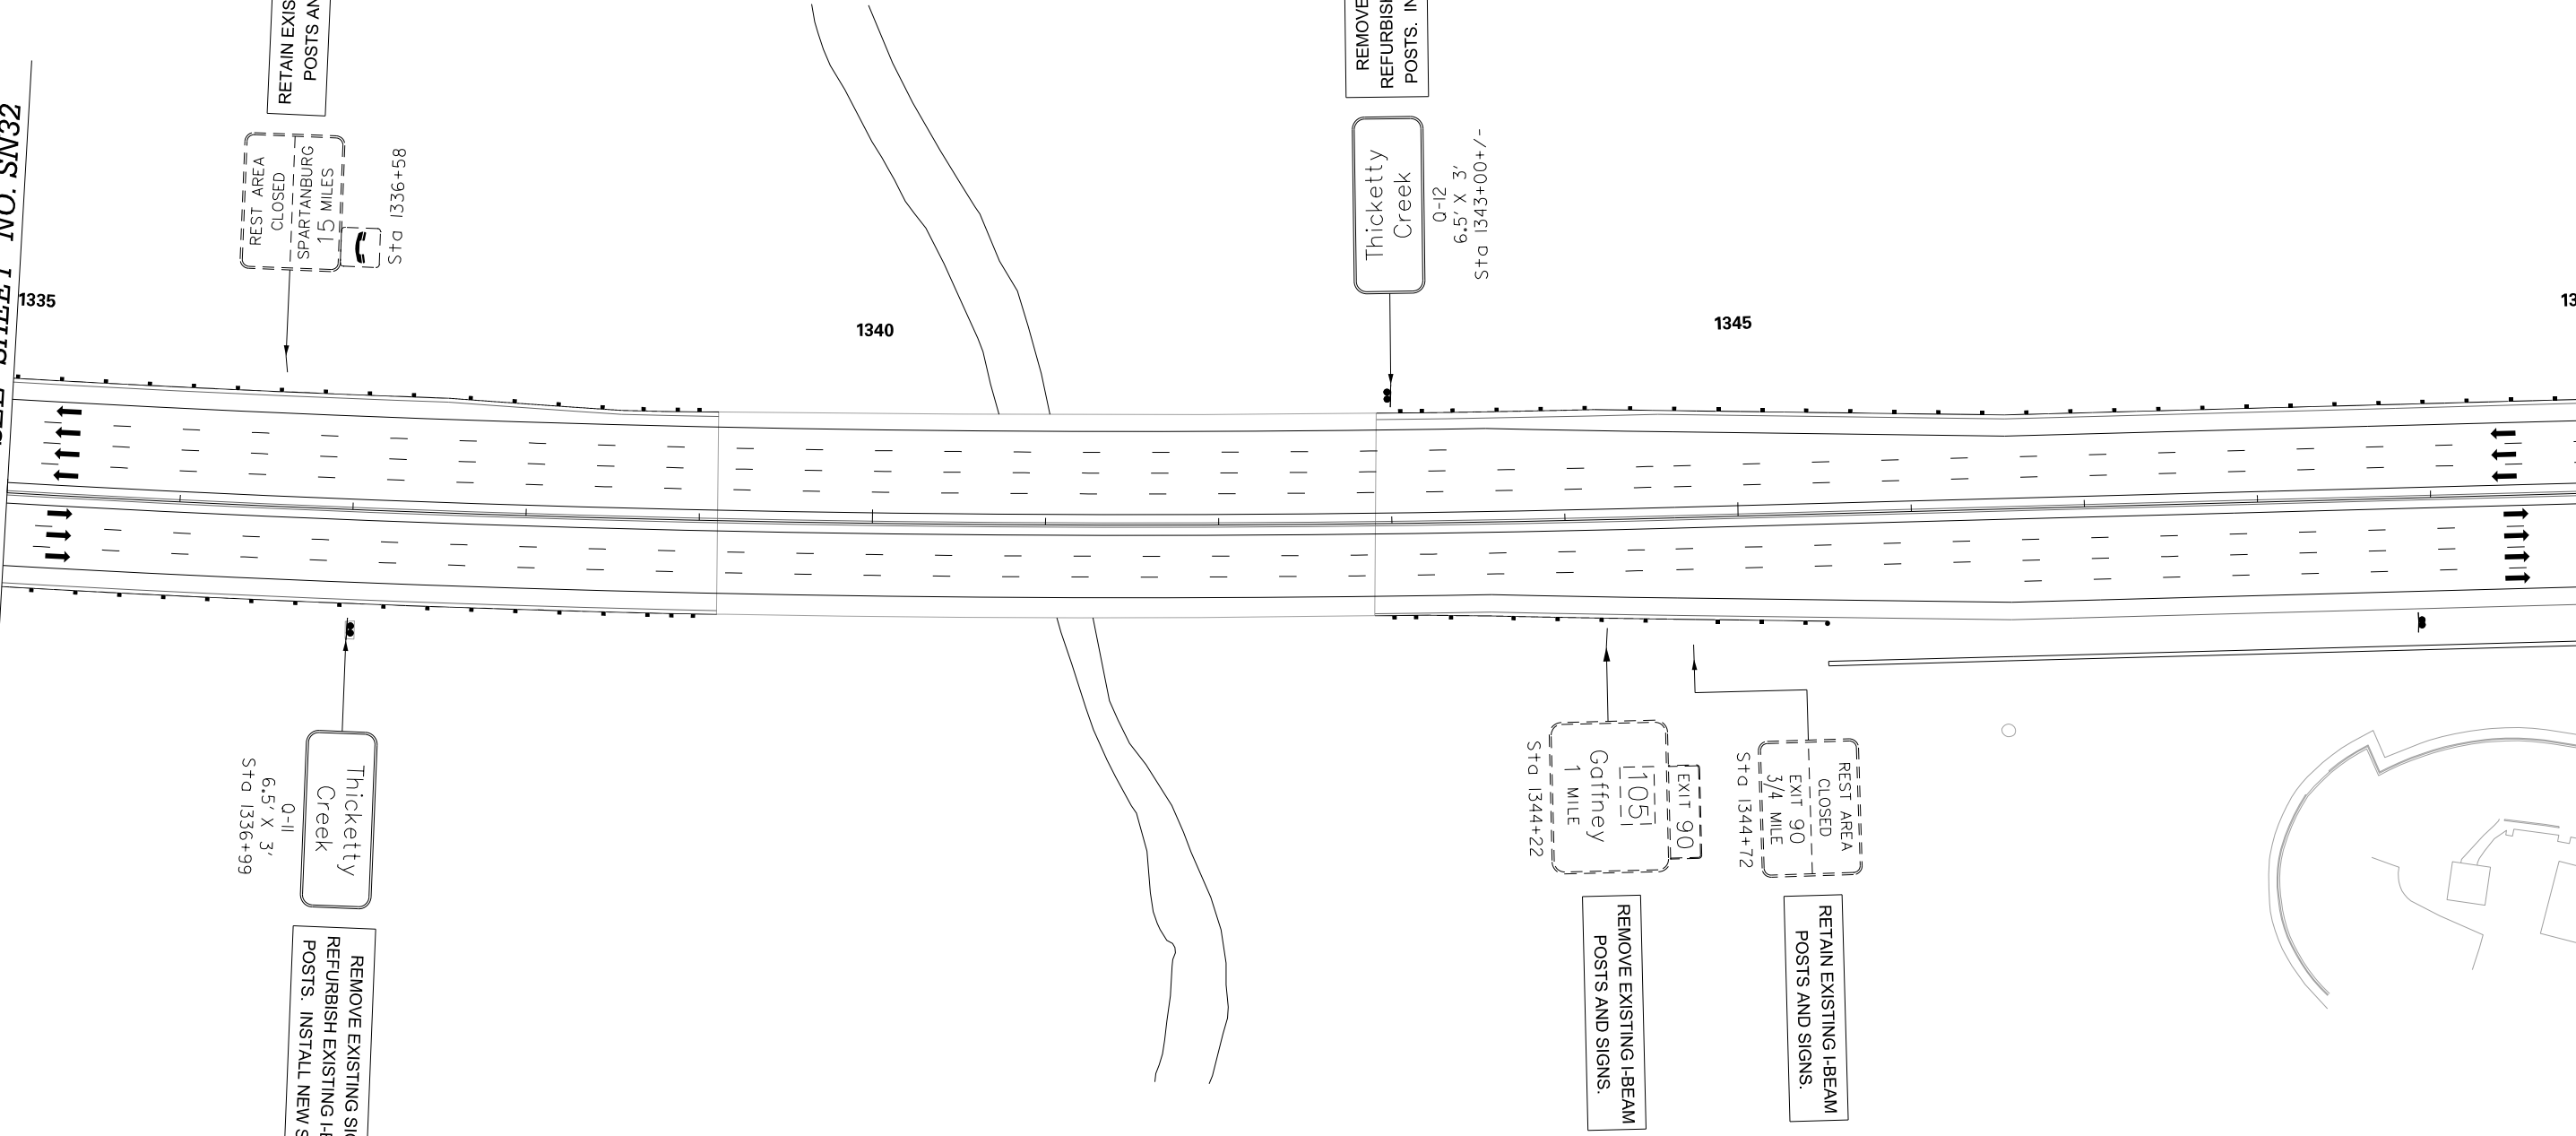 SHEET NO. SN32
RETAIN EXIS
POSTS AN
REST AREA
CLOSED
SPARTANBURG
15 MILES
Sta 1336+58
REMOVE
REFURBISH
POSTS. IN
Thicketty
Creek
Q-12
6.5' X 3'
Sta 1343+00+/-
1335
1340
1345
13
Thicketty
Creek
Q-11
6.5' X 3'
Sta 1336+99
REMOVE EXISTING SIG
REFURBISH EXISTING I-B
POSTS. INSTALL NEW S
EXIT 90
105
Gaffney
1 MILE
Sta 1344+22
REMOVE EXISTING I-BEAM
POSTS AND SIGNS.
REST AREA
CLOSED
EXIT 90
3/4 MILE
Sta 1344+72
RETAIN EXISTING I-BEAM
POSTS AND SIGNS.